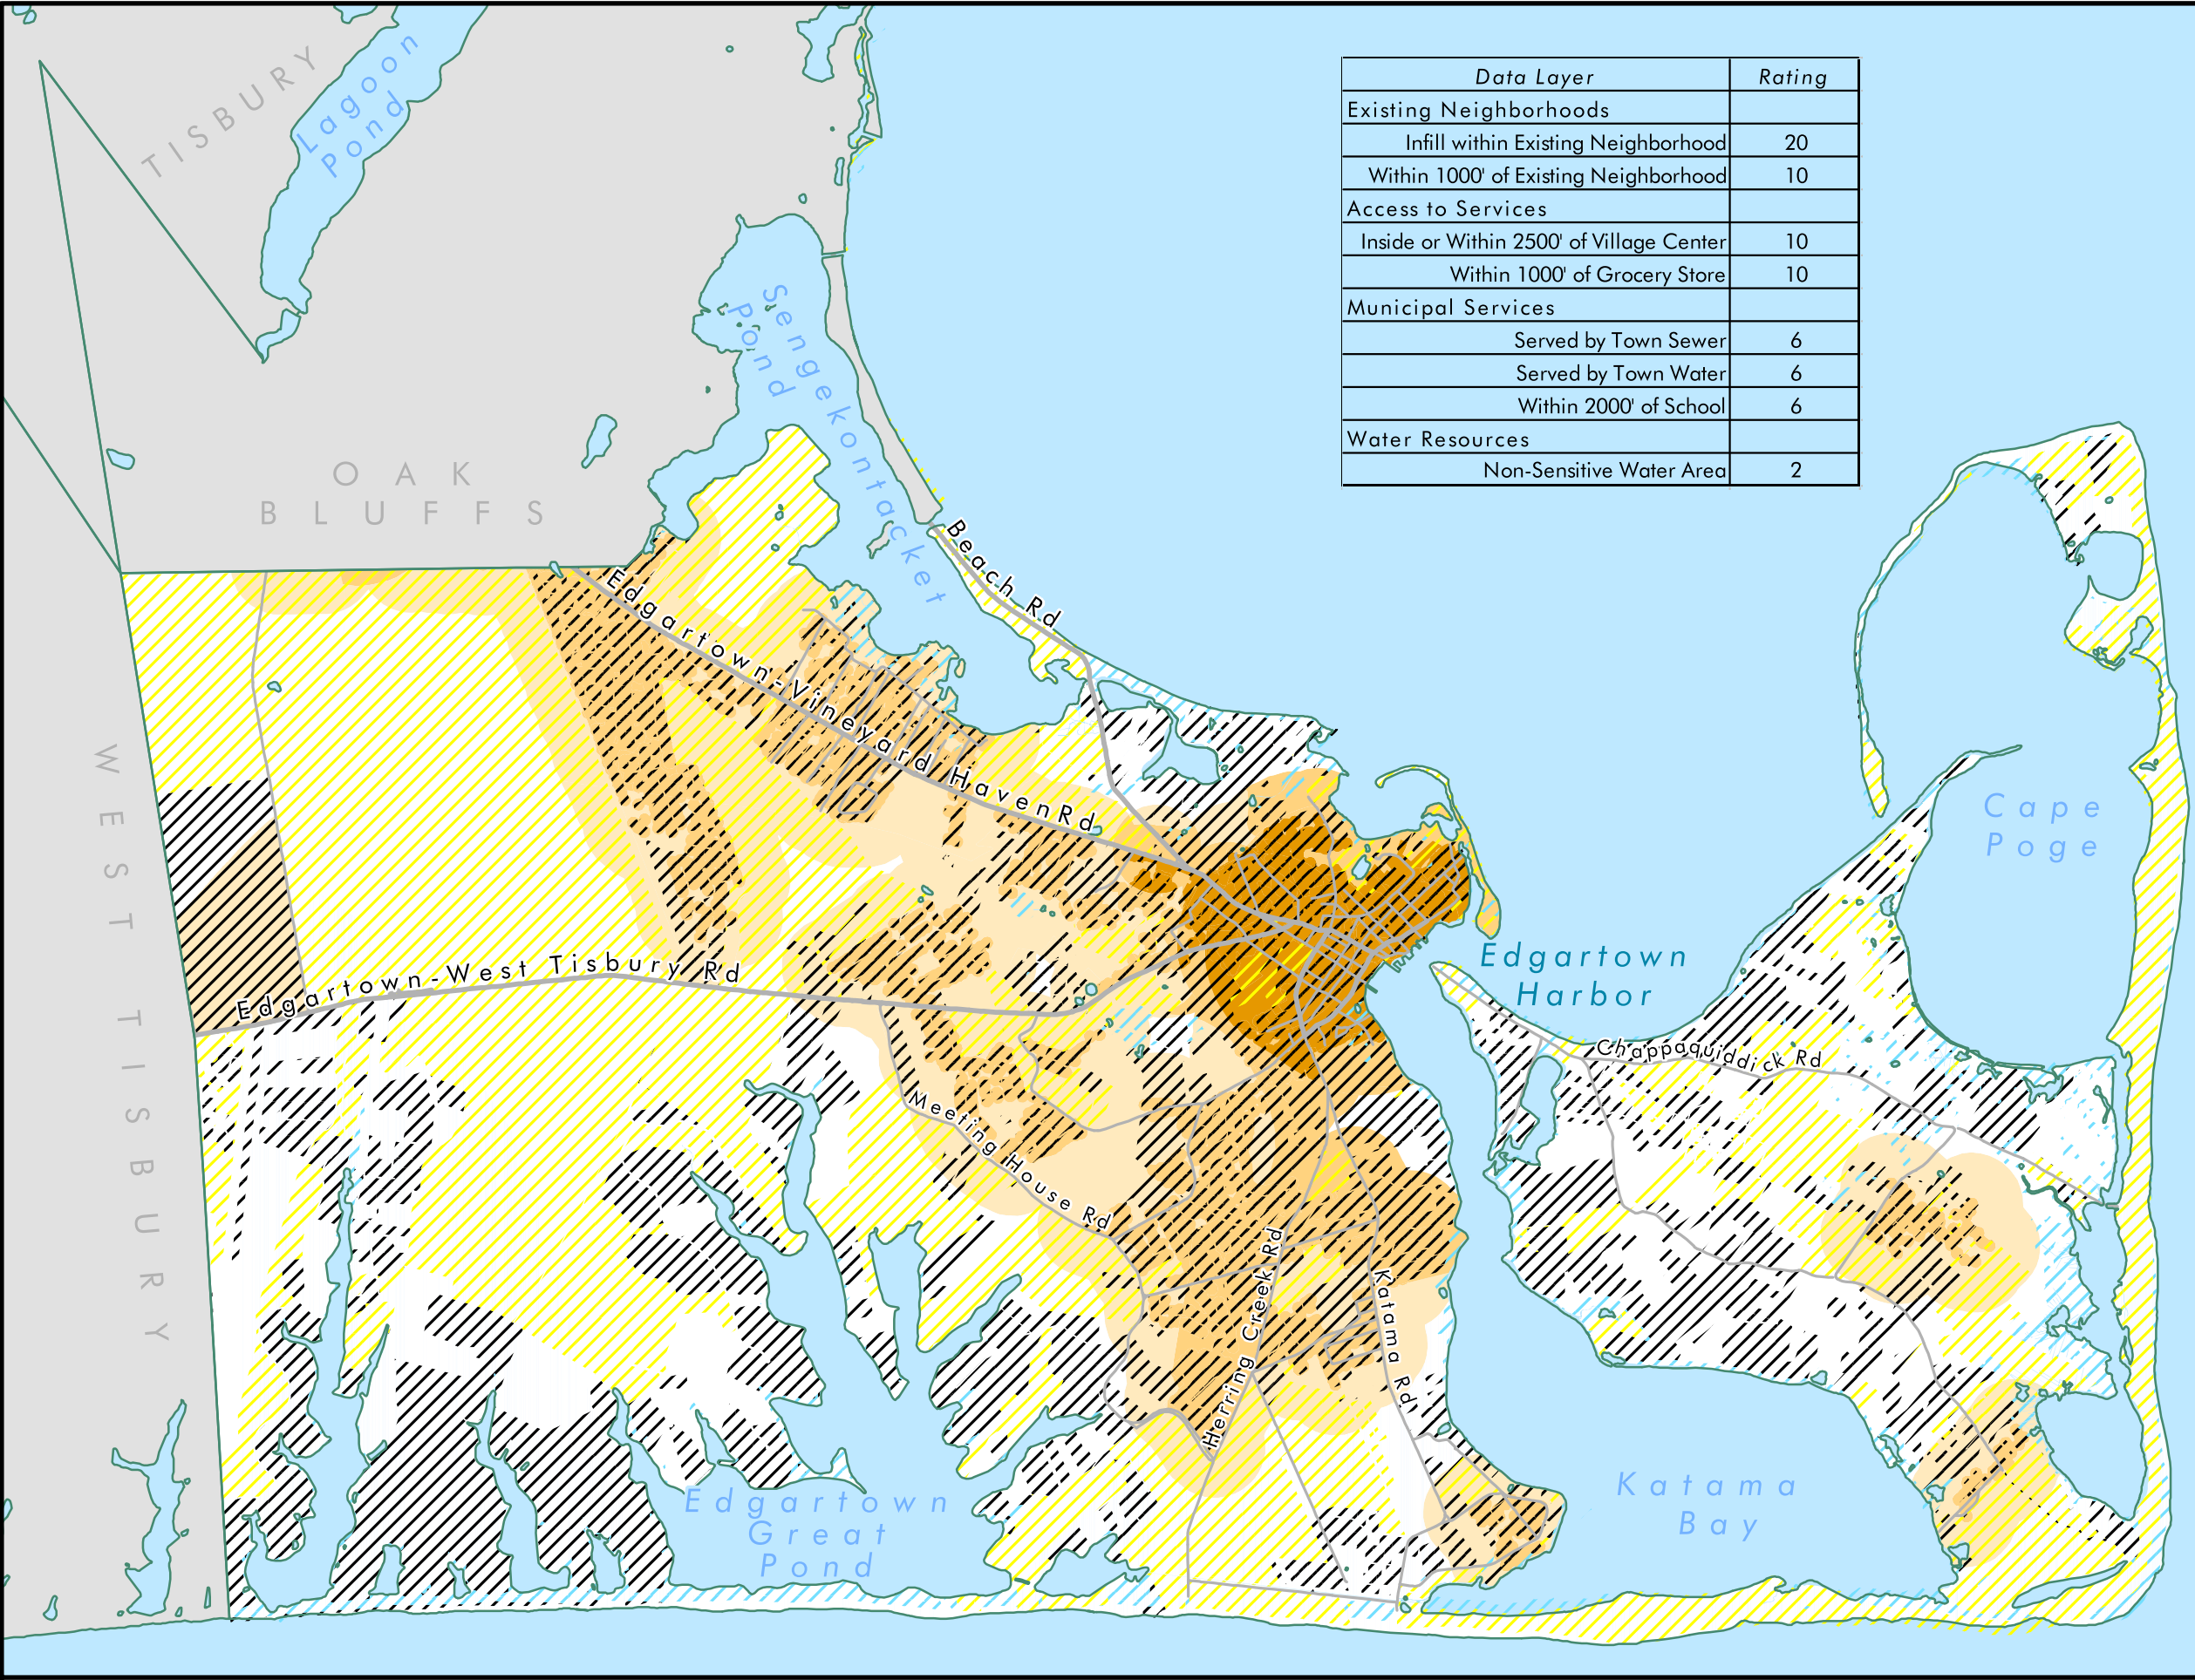 TISBURY
Lagoon
Pond
Data Layer Rating
Existing Neighborhoods
Infill within Existing Neighborhood 20
Within 1000' of Existing Neighborhood 10
Access to Services
Inside or Within 2500' of Village Center 10
Within 1000' of Grocery Store 10
Municipal Services
Served by Town Sewer 6
Served by Town Water 6
Within 2000' of School 6
Water Resources
Non-Sensitive Water Area 2
Sengekontacket
Pond
OAK
BLUFFS
Beach Rd
Edgartown-Vineyard Haven Rd
WEST TISBURY
Cape
Poge
Edgartown-West Tisbury Rd
Edgartown
Harbor
Chappaquiddick Rd
Meeting House Rd
Herring Creek Rd
Katama Rd
Edgartown
Great
Pond
Katama
Bay